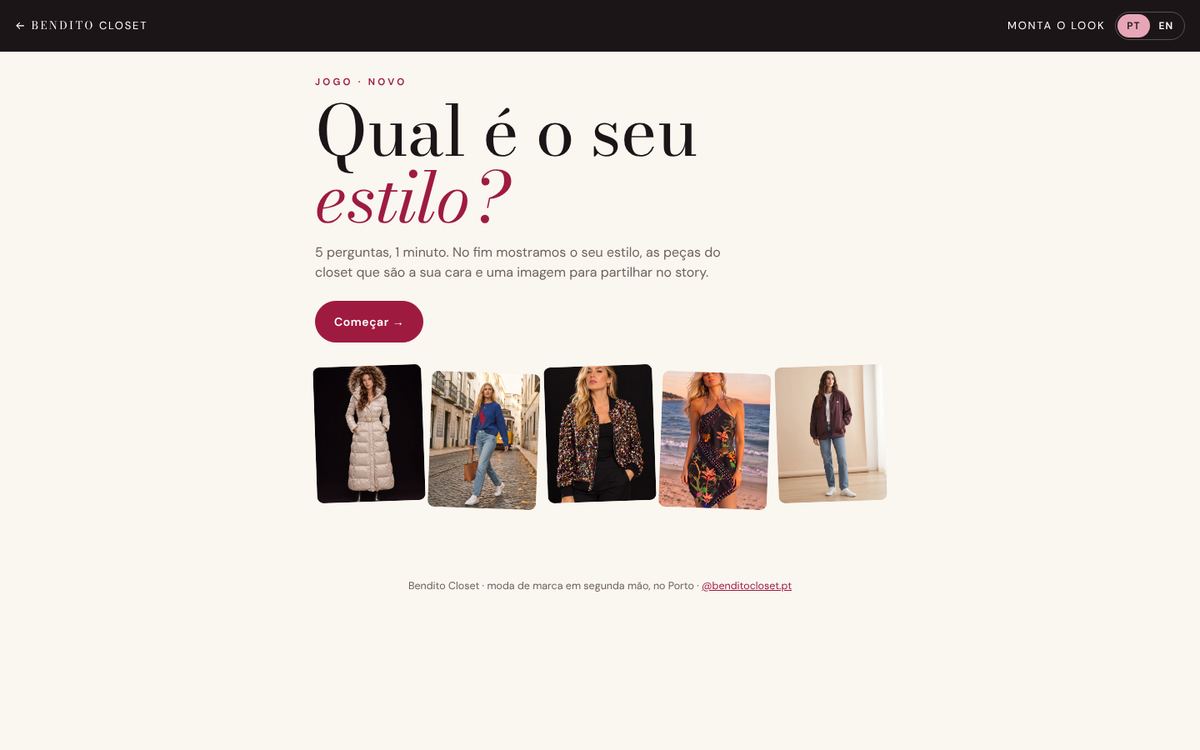 ← BENDITO CLOSET
MONTA O LOOK
PT EN
JOGO · NOVO
Qual é o seu
estilo?
5 perguntas, 1 minuto. No fim mostramos o seu estilo, as peças do
closet que são a sua cara e uma imagem para partilhar no story.
Começar →
Bendito Closet · moda de marca em segunda mão, no Porto · @benditocloset.pt